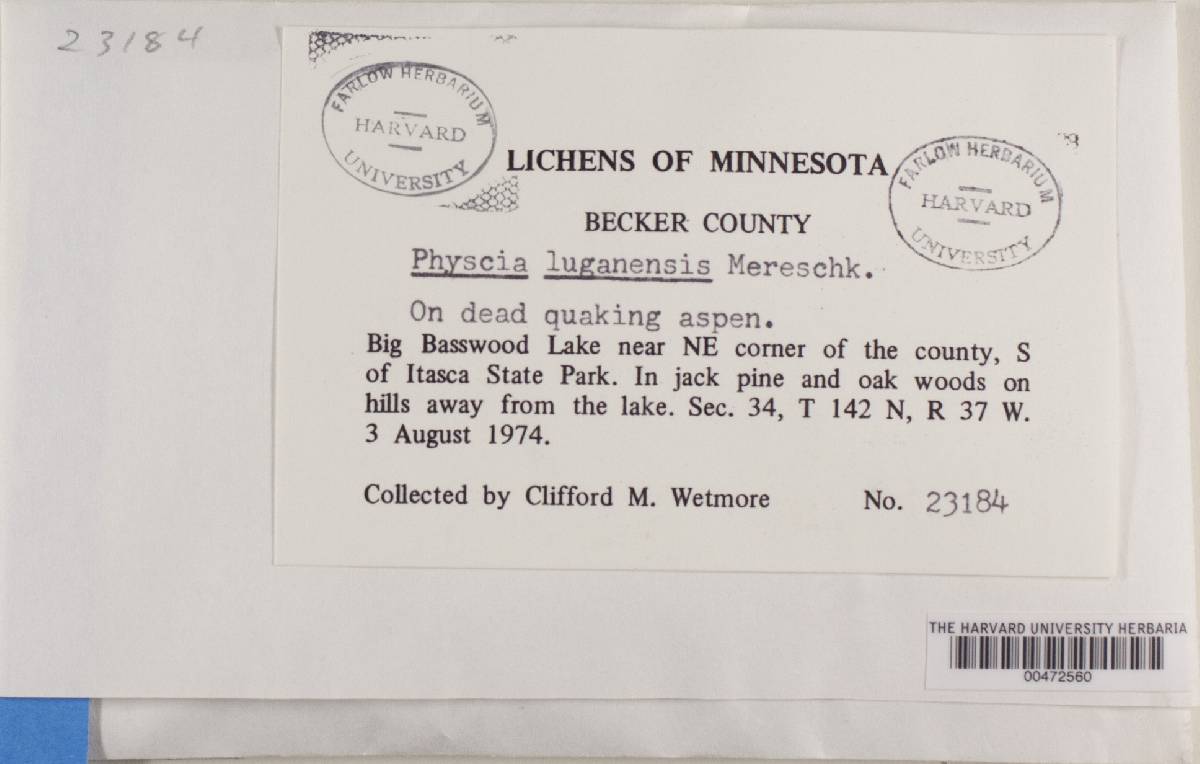 23184
FARLOW HERBARIUM
HARVARD
UNIVERSITY
FARLOW HERBARIUM
HARVARD
UNIVERSITY
LICHENS OF MINNESOTA
BECKER COUNTY
Physcia luganensis Mereschk.
On dead quaking aspen.
Big Basswood Lake near NE corner of the county, S
of Itasca State Park. In jack pine and oak woods on
hills away from the lake. Sec. 34, T 142 N, R 37 W.
3 August 1974.
Collected by Clifford M. Wetmore No. 23184
THE HARVARD UNIVERSITY HERBARIA
00472560